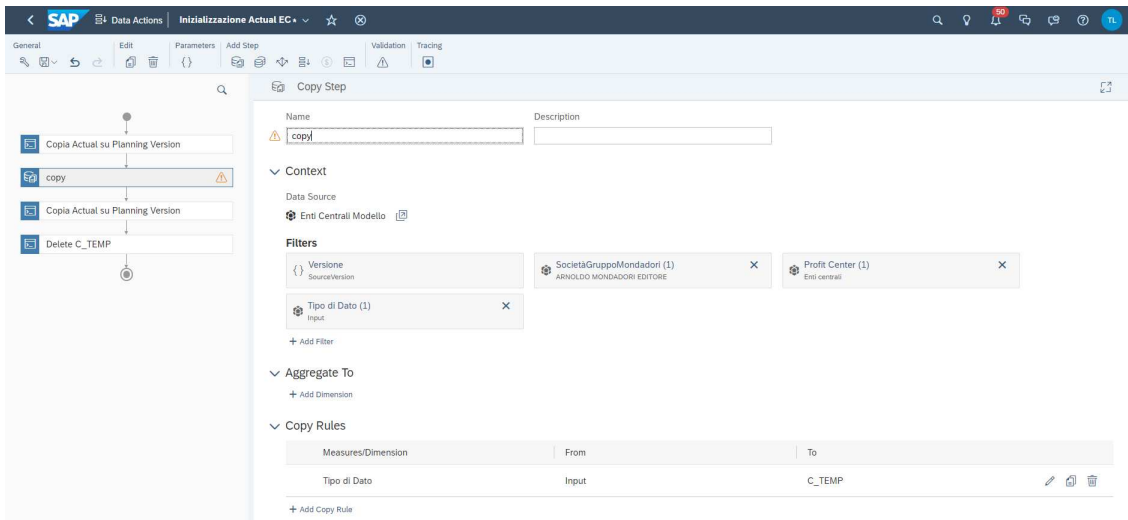 SAP Data Actions Inizializzazione Actual EC 50 TL
General Edit Parameters Add Step Validation Tracing
Copia Actual su Planning Version
copy
Copia Actual su Planning Version
Delete C_TEMP
Copy Step
Name Description
copy
Context
Data Source
Enti Centrali Modello
Filters
Versione
SourceVersion
SocietàGruppoMondadori (1)
ARNOLDO MONDADORI EDITORE
Profit Center (1)
Enti centrali
Tipo di Dato (1)
Input
+ Add Filter
Aggregate To
+ Add Dimension
Copy Rules
Measures/Dimension From To
Tipo di Dato Input C_TEMP
+ Add Copy Rule